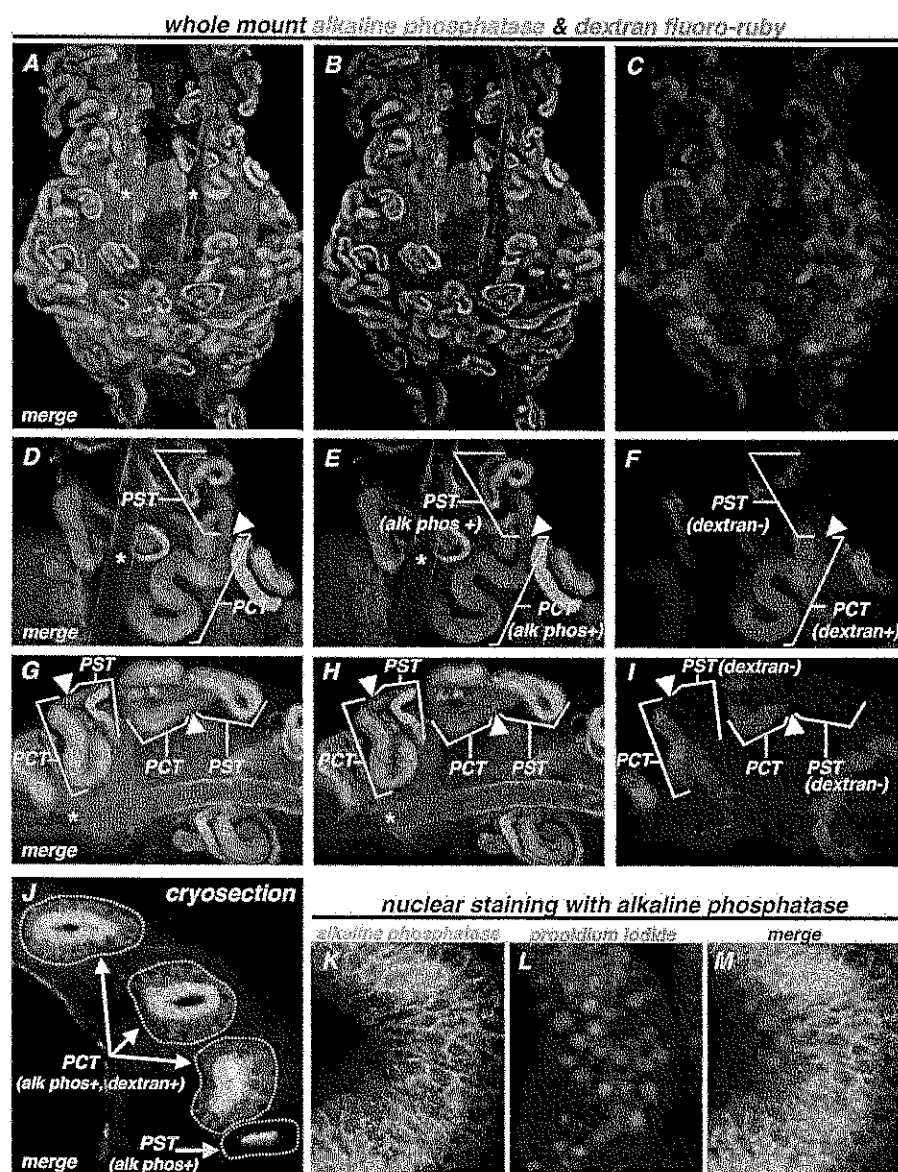 whole mount alkaline phosphatase & dextran fluoro-ruby
A
B
C
*
*
merge
D
PST
*
PCT
merge
E
PST
(alk phos +)
*
PCT
(alk phos+)
F
PST
(dextran-)
PCT
(dextran+)
G
PST
PCT
PCT
PST
*
merge
H
PST
PCT
PCT
PST
*
I
PST (dextran-)
PCT
PCT
PST
(dextran-)
J
cryosection
PCT
(alk phos+, dextran+)
PST
(alk phos+)
merge
nuclear staining with alkaline phosphatase
alkaline phosphatase
propidium iodide
merge
K
L
M